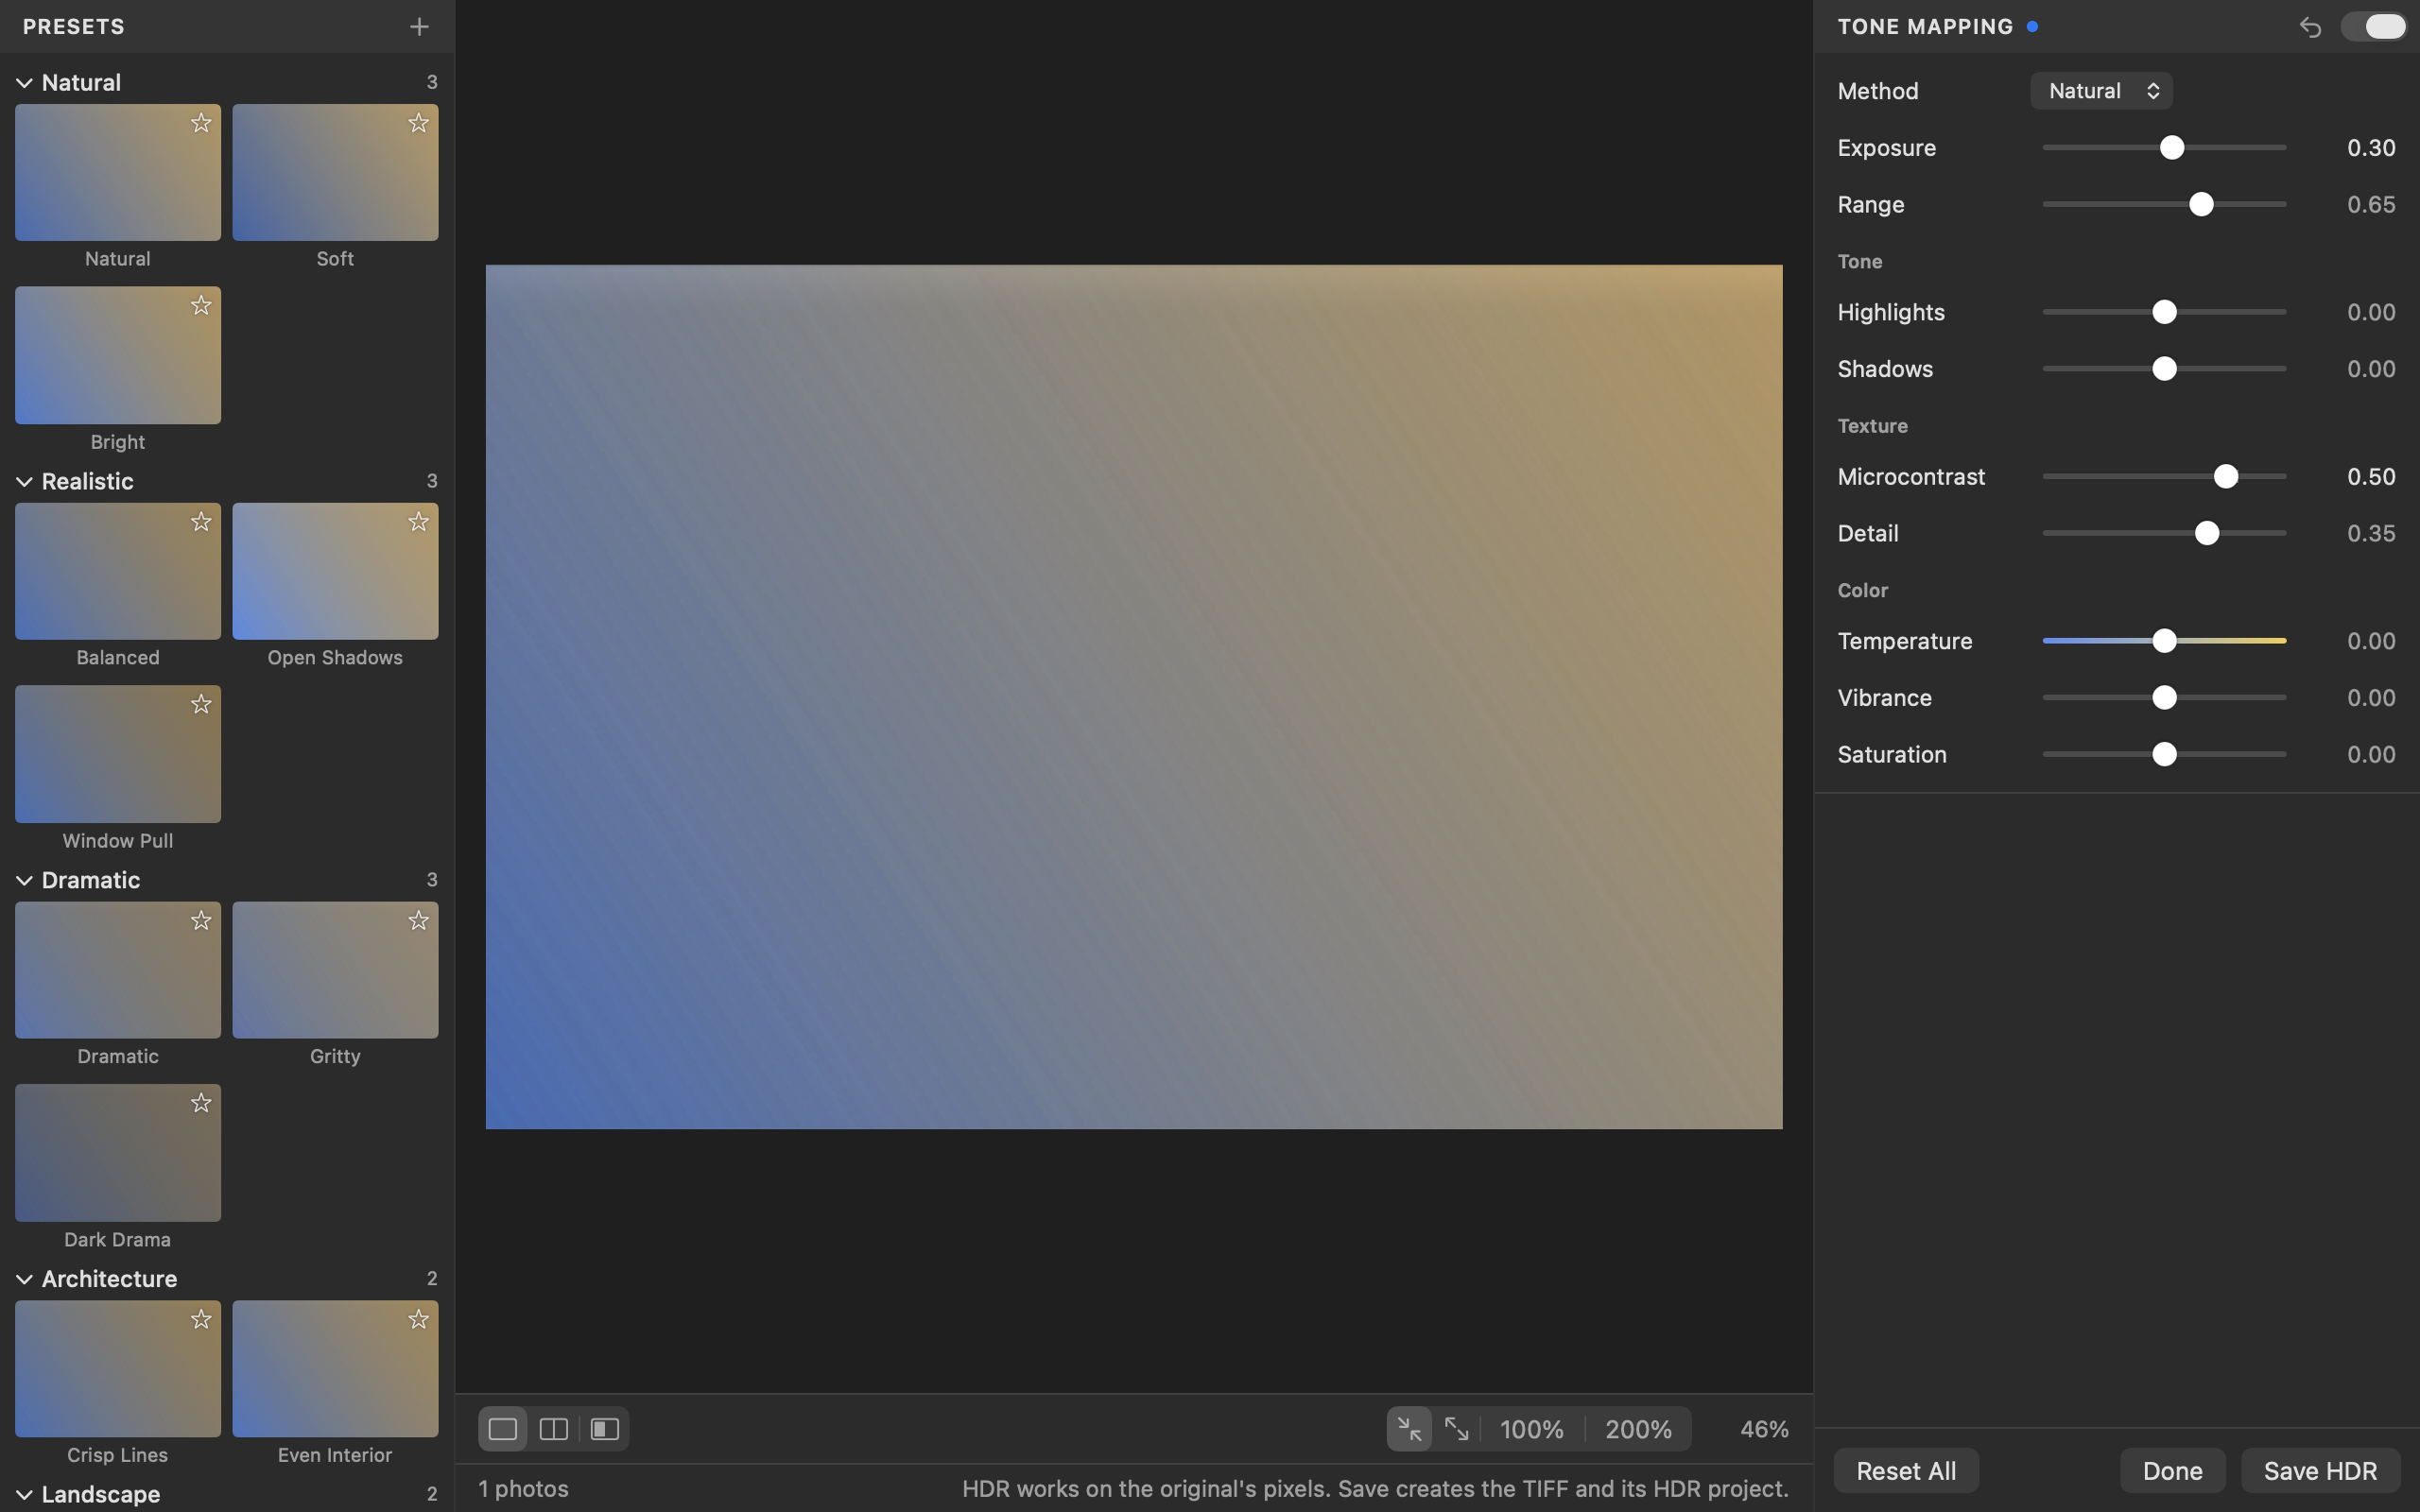 PRESETS
Natural 3
Natural Soft
Bright
Realistic 3
Balanced Open Shadows
Window Pull
Dramatic 3
Dramatic Gritty
Dark Drama
Architecture 2
Crisp Lines Even Interior
Landscape 2
100% 200% 46%
1 photos HDR works on the original's pixels. Save creates the TIFF and its HDR project.
TONE MAPPING
Method Natural
Exposure 0.30
Range 0.65
Tone
Highlights 0.00
Shadows 0.00
Texture
Microcontrast 0.50
Detail 0.35
Color
Temperature 0.00
Vibrance 0.00
Saturation 0.00
Reset All Done Save HDR